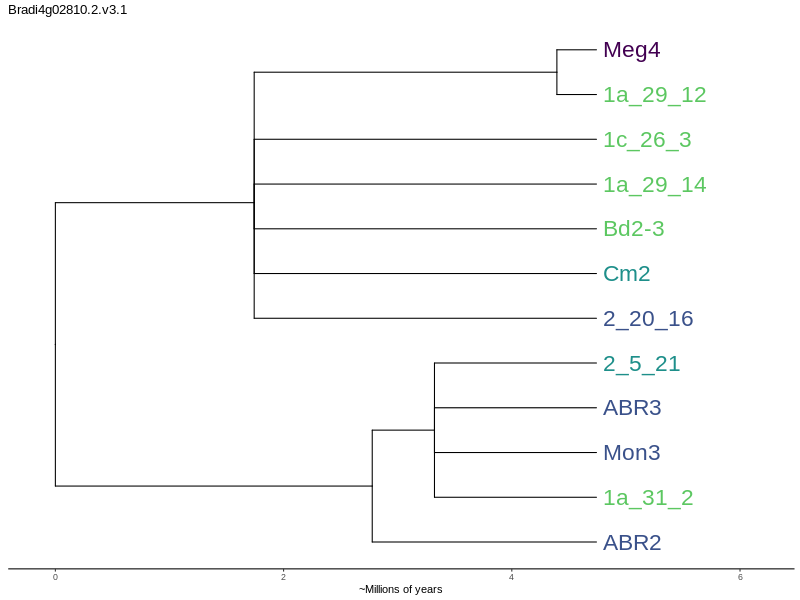 Bradi4g02810.2.v3.1
Meg4
1a_29_12
1c_26_3
1a_29_14
Bd2-3
Cm2
2_20_16
2_5_21
ABR3
Mon3
1a_31_2
ABR2
0 2 4 6
~Millions of years